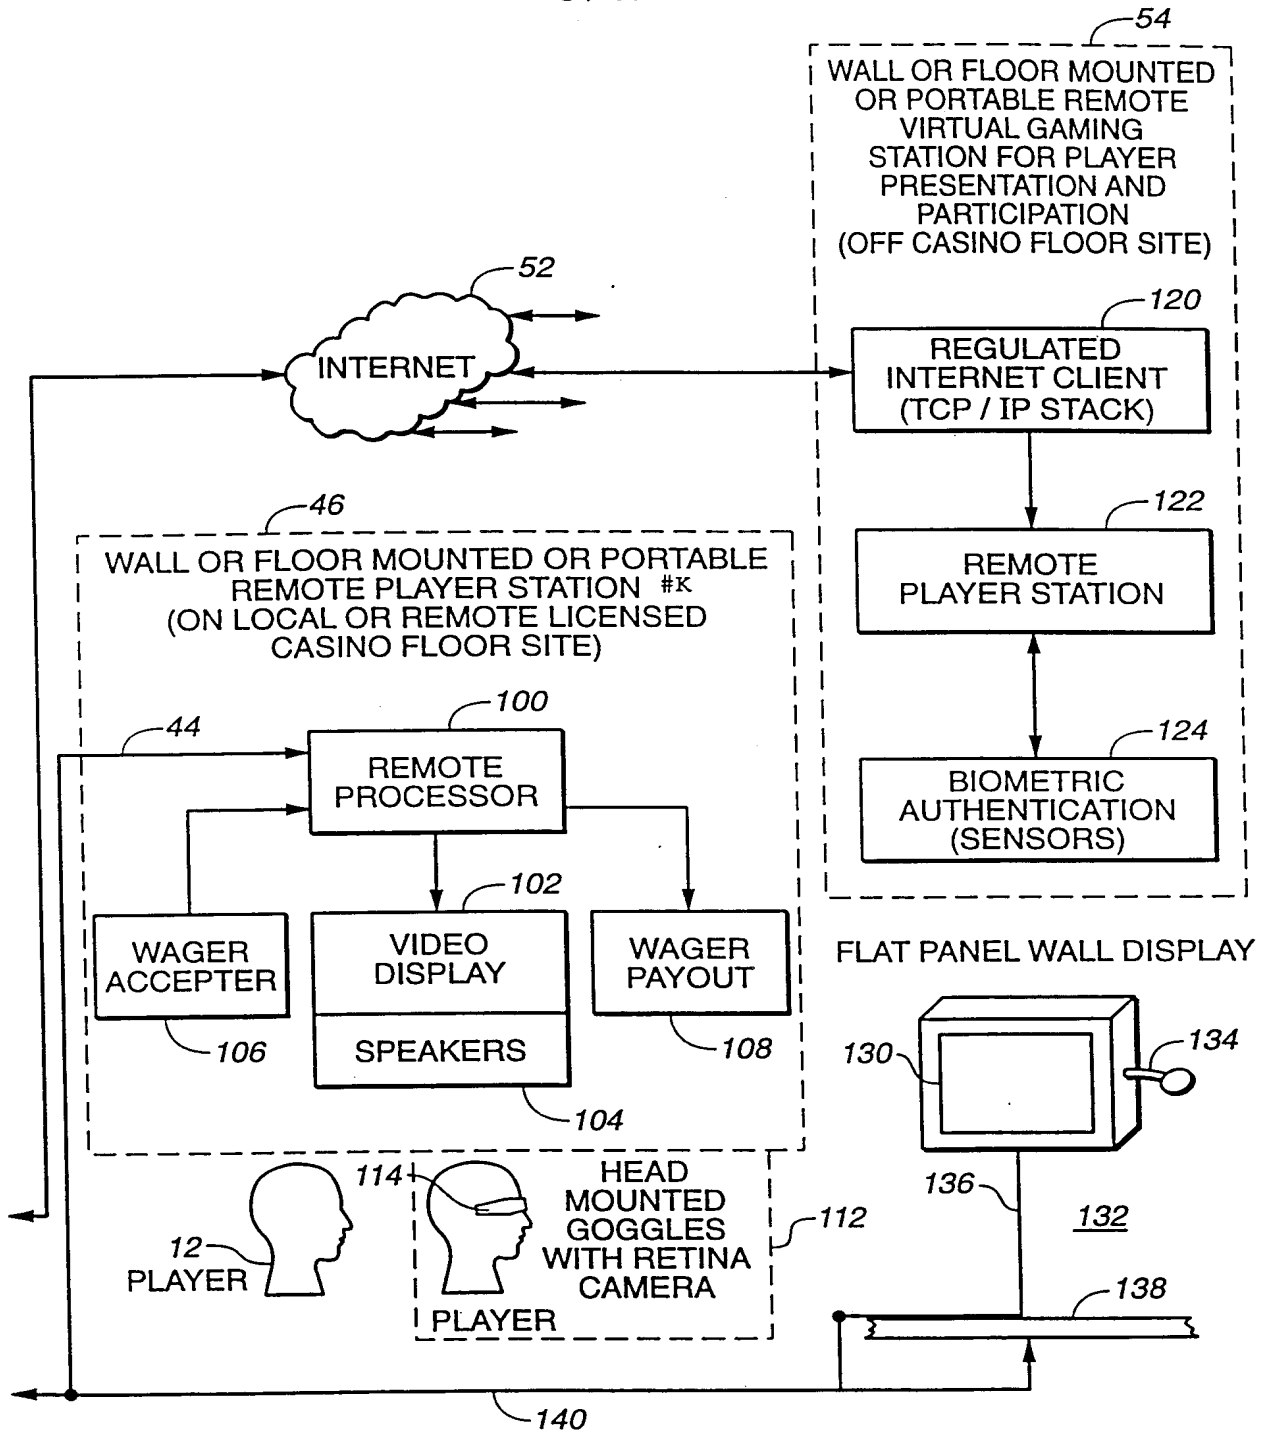 54
WALL OR FLOOR MOUNTED
OR PORTABLE REMOTE
VIRTUAL GAMING
STATION FOR PLAYER
PRESENTATION AND
PARTICIPATION
(OFF CASINO FLOOR SITE)
52
INTERNET
120
REGULATED
INTERNET CLIENT
(TCP / IP STACK)
46
WALL OR FLOOR MOUNTED OR PORTABLE
REMOTE PLAYER STATION #K
(ON LOCAL OR REMOTE LICENSED
CASINO FLOOR SITE)
122
REMOTE
PLAYER STATION
44
100
REMOTE
PROCESSOR
124
BIOMETRIC
AUTHENTICATION
(SENSORS)
102
WAGER
ACCEPTER
VIDEO
DISPLAY
WAGER
PAYOUT
106
SPEAKERS
108
104
FLAT PANEL WALL DISPLAY
130
134
114
HEAD
MOUNTED
GOGGLES
WITH RETINA
CAMERA
112
12
PLAYER
PLAYER
136
132
138
140